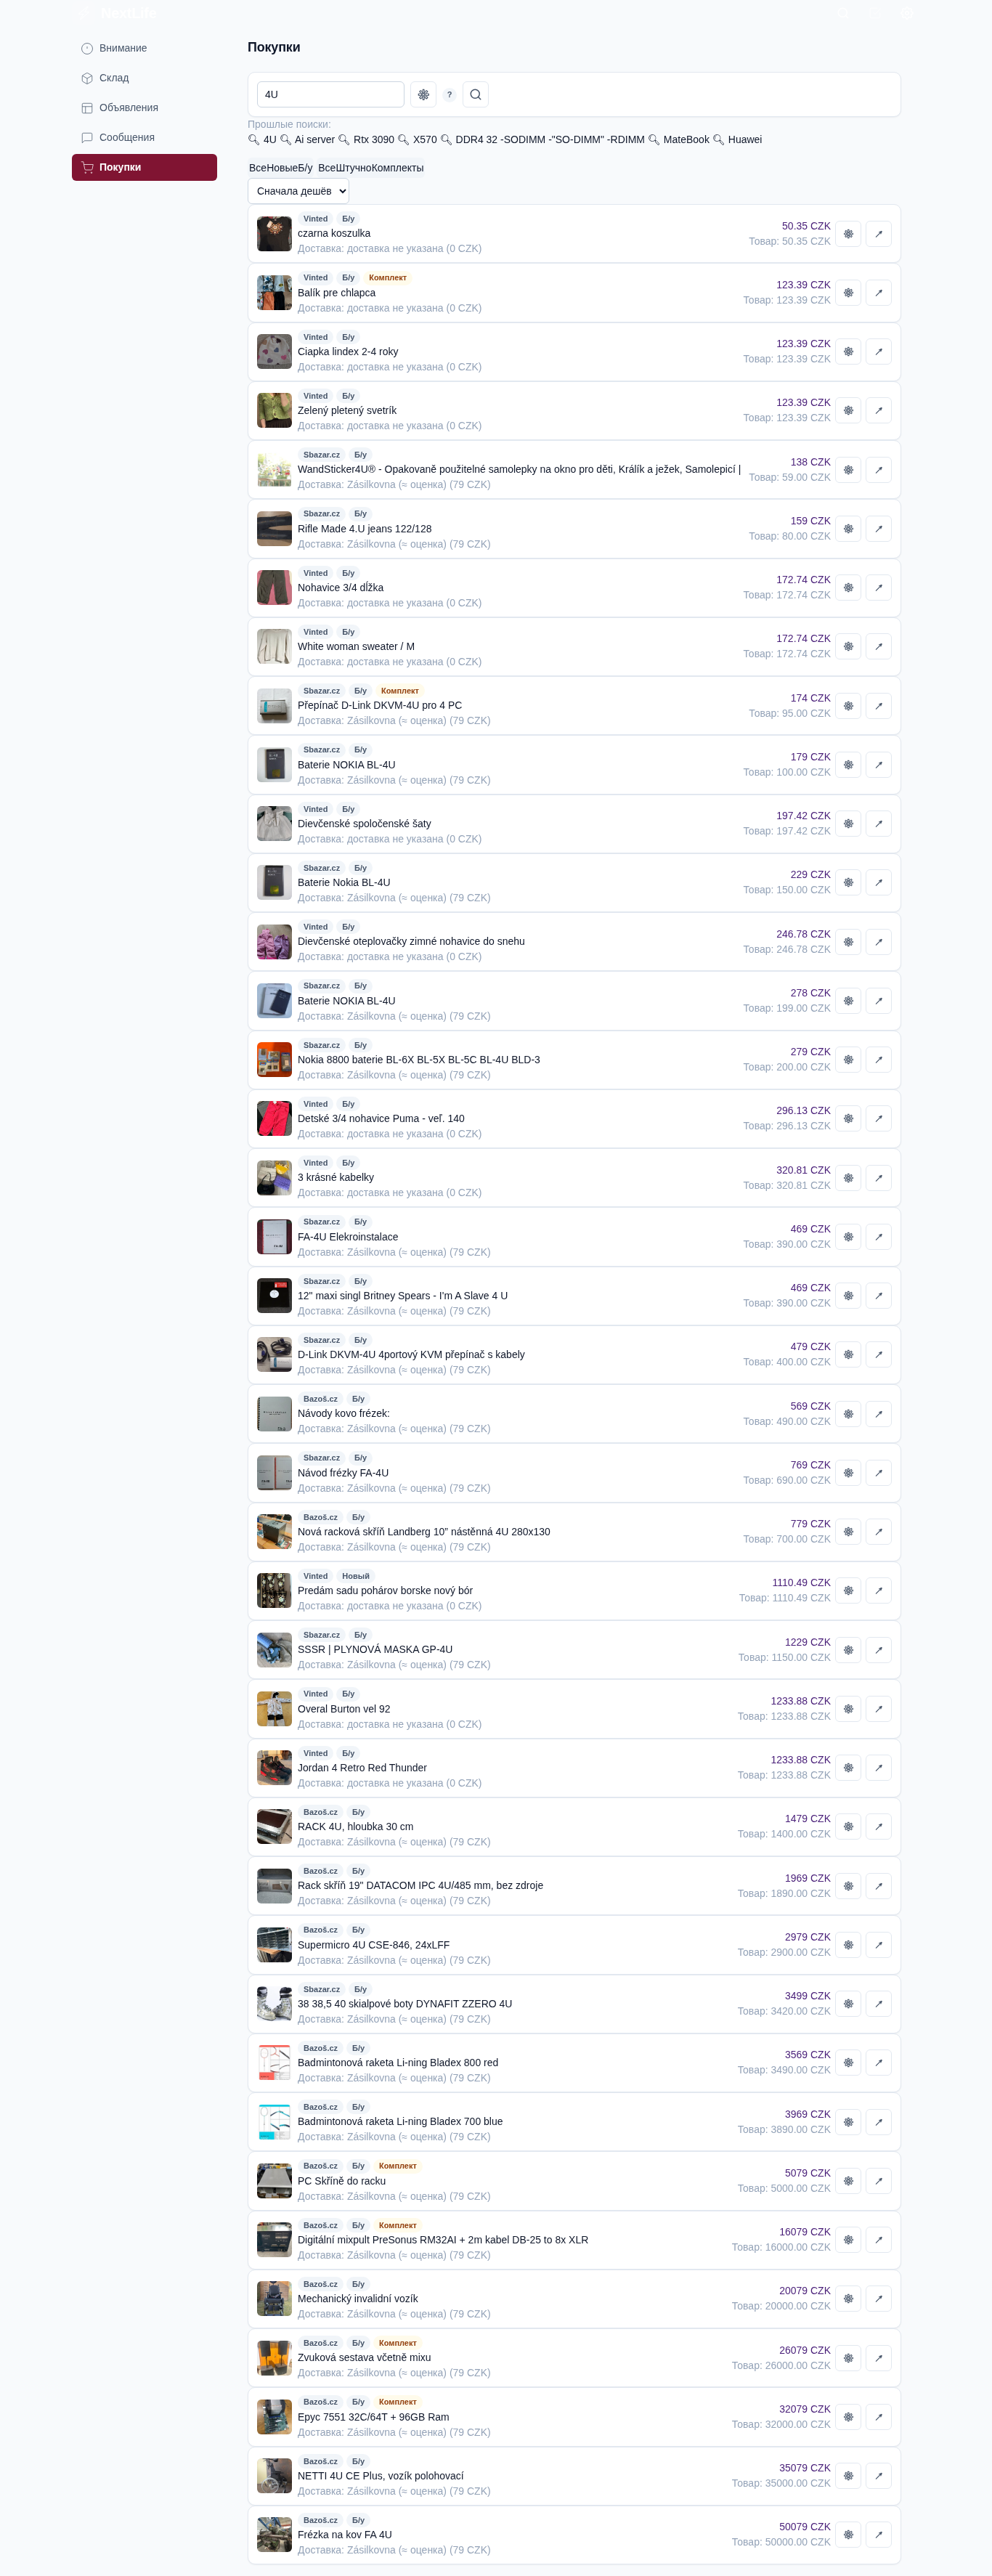 Внимание
Склад
Объявления
Сообщения
Покупки
Покупки
4U
?
Прошлые поиски:
4U Ai server Rtx 3090 X570 DDR4 32 -SODIMM -"SO-DIMM" -RDIMM MateBook Huawei
ВсеНовыеБ/у ВсеШтучноКомплекты
Сначала дешёв
Vinted Б/у
czarna koszulka
Доставка: доставка не указана (0 CZK)
50.35 CZK
Товар: 50.35 CZK
Vinted Б/у Комплект
Balík pre chlapca
Доставка: доставка не указана (0 CZK)
123.39 CZK
Товар: 123.39 CZK
Vinted Б/у
Ciapka lindex 2-4 roky
Доставка: доставка не указана (0 CZK)
123.39 CZK
Товар: 123.39 CZK
Vinted Б/у
Zelený pletený svetrík
Доставка: доставка не указана (0 CZK)
123.39 CZK
Товар: 123.39 CZK
Sbazar.cz Б/у
WandSticker4U® - Opakovaně použitelné samolepky na okno pro děti, Králík a ježek, Samolepicí |
Доставка: Zásilkovna (≈ оценка) (79 CZK)
138 CZK
Товар: 59.00 CZK
Sbazar.cz Б/у
Rifle Made 4.U jeans 122/128
Доставка: Zásilkovna (≈ оценка) (79 CZK)
159 CZK
Товар: 80.00 CZK
Vinted Б/у
Nohavice 3/4 dĺžka
Доставка: доставка не указана (0 CZK)
172.74 CZK
Товар: 172.74 CZK
Vinted Б/у
White woman sweater / M
Доставка: доставка не указана (0 CZK)
172.74 CZK
Товар: 172.74 CZK
Sbazar.cz Б/у Комплект
Přepínač D-Link DKVM-4U pro 4 PC
Доставка: Zásilkovna (≈ оценка) (79 CZK)
174 CZK
Товар: 95.00 CZK
Sbazar.cz Б/у
Baterie NOKIA BL-4U
Доставка: Zásilkovna (≈ оценка) (79 CZK)
179 CZK
Товар: 100.00 CZK
Vinted Б/у
Dievčenské spoločenské šaty
Доставка: доставка не указана (0 CZK)
197.42 CZK
Товар: 197.42 CZK
Sbazar.cz Б/у
Baterie Nokia BL-4U
Доставка: Zásilkovna (≈ оценка) (79 CZK)
229 CZK
Товар: 150.00 CZK
Vinted Б/у
Dievčenské oteplovačky zimné nohavice do snehu
Доставка: доставка не указана (0 CZK)
246.78 CZK
Товар: 246.78 CZK
Sbazar.cz Б/у
Baterie NOKIA BL-4U
Доставка: Zásilkovna (≈ оценка) (79 CZK)
278 CZK
Товар: 199.00 CZK
Sbazar.cz Б/у
Nokia 8800 baterie BL-6X BL-5X BL-5C BL-4U BLD-3
Доставка: Zásilkovna (≈ оценка) (79 CZK)
279 CZK
Товар: 200.00 CZK
Vinted Б/у
Detské 3/4 nohavice Puma - veľ. 140
Доставка: доставка не указана (0 CZK)
296.13 CZK
Товар: 296.13 CZK
Vinted Б/у
3 krásné kabelky
Доставка: доставка не указана (0 CZK)
320.81 CZK
Товар: 320.81 CZK
Sbazar.cz Б/у
FA-4U Elekroinstalace
Доставка: Zásilkovna (≈ оценка) (79 CZK)
469 CZK
Товар: 390.00 CZK
Sbazar.cz Б/у
12" maxi singl Britney Spears - I'm A Slave 4 U
Доставка: Zásilkovna (≈ оценка) (79 CZK)
469 CZK
Товар: 390.00 CZK
Sbazar.cz Б/у
D-Link DKVM-4U 4portový KVM přepínač s kabely
Доставка: Zásilkovna (≈ оценка) (79 CZK)
479 CZK
Товар: 400.00 CZK
Bazoš.cz Б/у
Návody kovo frézek:
Доставка: Zásilkovna (≈ оценка) (79 CZK)
569 CZK
Товар: 490.00 CZK
Sbazar.cz Б/у
Návod frézky FA-4U
Доставка: Zásilkovna (≈ оценка) (79 CZK)
769 CZK
Товар: 690.00 CZK
Bazoš.cz Б/у
Nová racková skříň Landberg 10” nástěnná 4U 280x130
Доставка: Zásilkovna (≈ оценка) (79 CZK)
779 CZK
Товар: 700.00 CZK
Vinted Новый
Predám sadu pohárov borske nový bór
Доставка: доставка не указана (0 CZK)
1110.49 CZK
Товар: 1110.49 CZK
Sbazar.cz Б/у
SSSR | PLYNOVÁ MASKA GP-4U
Доставка: Zásilkovna (≈ оценка) (79 CZK)
1229 CZK
Товар: 1150.00 CZK
Vinted Б/у
Overal Burton vel 92
Доставка: доставка не указана (0 CZK)
1233.88 CZK
Товар: 1233.88 CZK
Vinted Б/у
Jordan 4 Retro Red Thunder
Доставка: доставка не указана (0 CZK)
1233.88 CZK
Товар: 1233.88 CZK
Bazoš.cz Б/у
RACK 4U, hloubka 30 cm
Доставка: Zásilkovna (≈ оценка) (79 CZK)
1479 CZK
Товар: 1400.00 CZK
Bazoš.cz Б/у
Rack skříň 19" DATACOM IPC 4U/485 mm, bez zdroje
Доставка: Zásilkovna (≈ оценка) (79 CZK)
1969 CZK
Товар: 1890.00 CZK
Bazoš.cz Б/у
Supermicro 4U CSE-846, 24xLFF
Доставка: Zásilkovna (≈ оценка) (79 CZK)
2979 CZK
Товар: 2900.00 CZK
Sbazar.cz Б/у
38 38,5 40 skialpové boty DYNAFIT ZZERO 4U
Доставка: Zásilkovna (≈ оценка) (79 CZK)
3499 CZK
Товар: 3420.00 CZK
Bazoš.cz Б/у
Badmintonová raketa Li-ning Bladex 800 red
Доставка: Zásilkovna (≈ оценка) (79 CZK)
3569 CZK
Товар: 3490.00 CZK
Bazoš.cz Б/у
Badmintonová raketa Li-ning Bladex 700 blue
Доставка: Zásilkovna (≈ оценка) (79 CZK)
3969 CZK
Товар: 3890.00 CZK
Bazoš.cz Б/у Комплект
PC Skříně do racku
Доставка: Zásilkovna (≈ оценка) (79 CZK)
5079 CZK
Товар: 5000.00 CZK
Bazoš.cz Б/у Комплект
Digitální mixpult PreSonus RM32AI + 2m kabel DB-25 to 8x XLR
Доставка: Zásilkovna (≈ оценка) (79 CZK)
16079 CZK
Товар: 16000.00 CZK
Bazoš.cz Б/у
Mechanický invalidní vozík
Доставка: Zásilkovna (≈ оценка) (79 CZK)
20079 CZK
Товар: 20000.00 CZK
Bazoš.cz Б/у Комплект
Zvuková sestava včetně mixu
Доставка: Zásilkovna (≈ оценка) (79 CZK)
26079 CZK
Товар: 26000.00 CZK
Bazoš.cz Б/у Комплект
Epyc 7551 32C/64T + 96GB Ram
Доставка: Zásilkovna (≈ оценка) (79 CZK)
32079 CZK
Товар: 32000.00 CZK
Bazoš.cz Б/у
NETTI 4U CE Plus, vozík polohovací
Доставка: Zásilkovna (≈ оценка) (79 CZK)
35079 CZK
Товар: 35000.00 CZK
Bazoš.cz Б/у
Frézka na kov FA 4U
Доставка: Zásilkovna (≈ оценка) (79 CZK)
50079 CZK
Товар: 50000.00 CZK